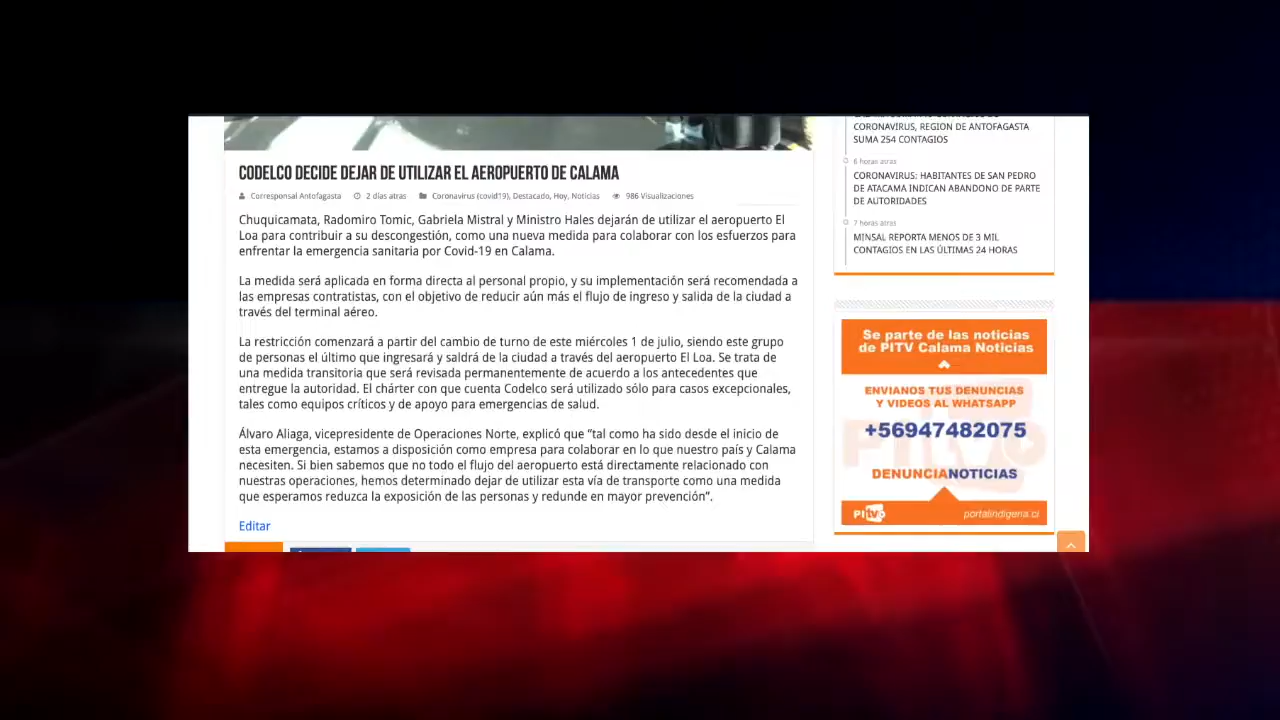 CODELCO DECIDE DEJAR DE UTILIZAR EL AEROPUERTO DE CALAMA
Corresponsal Antofagasta 2 días atras Coronavirus (covid19), Destacado, Hoy, Noticias 986 Visualizaciones
Chuquicamata, Radomiro Tomic, Gabriela Mistral y Ministro Hales dejarán de utilizar el aeropuerto El
Loa para contribuir a su descongestión, como una nueva medida para colaborar con los esfuerzos para
enfrentar la emergencia sanitaria por Covid-19 en Calama.
La medida será aplicada en forma directa al personal propio, y su implementación será recomendada a
las empresas contratistas, con el objetivo de reducir aún más el flujo de ingreso y salida de la ciudad a
través del terminal aéreo.
La restricción comenzará a partir del cambio de turno de este miércoles 1 de julio, siendo este grupo
de personas el último que ingresará y saldrá de la ciudad a través del aeropuerto El Loa. Se trata de
una medida transitoria que será revisada permanentemente de acuerdo a los antecedentes que
entregue la autoridad. El chárter con que cuenta Codelco será utilizado sólo para casos excepcionales,
tales como equipos críticos y de apoyo para emergencias de salud.
Álvaro Aliaga, vicepresidente de Operaciones Norte, explicó que “tal como ha sido desde el inicio de
esta emergencia, estamos a disposición como empresa para colaborar en lo que nuestro país y Calama
necesiten. Si bien sabemos que no todo el flujo del aeropuerto está directamente relacionado con
nuestras operaciones, hemos determinado dejar de utilizar esta vía de transporte como una medida
que esperamos reduzca la exposición de las personas y redunde en mayor prevención”.
Editar
CORONAVIRUS, REGION DE ANTOFAGASTA
SUMA 254 CONTAGIOS
6 horas atras
CORONAVIRUS: HABITANTES DE SAN PEDRO
DE ATACAMA INDICAN ABANDONO DE PARTE
DE AUTORIDADES
7 horas atras
MINSAL REPORTA MENOS DE 3 MIL
CONTAGIOS EN LAS ÚLTIMAS 24 HORAS
Se parte de las noticias
de PITV Calama Noticias
ENVIANOS TUS DENUNCIAS
Y VIDEOS AL WHATSAPP
+56947482075
DENUNCIANOTICIAS
PItv portalindigena.cl